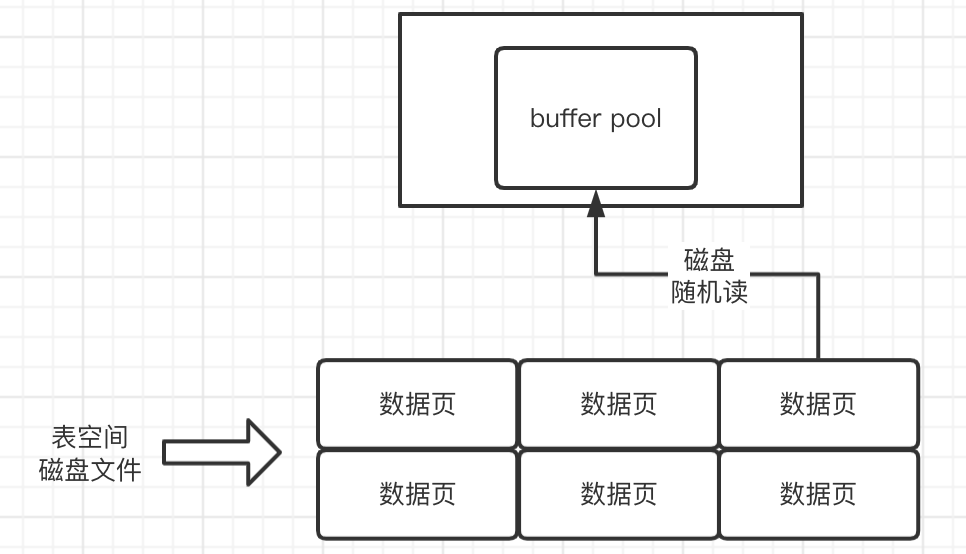 buffer pool
磁盘
随机读
数据页
数据页
数据页
表空间
磁盘文件
数据页
数据页
数据页